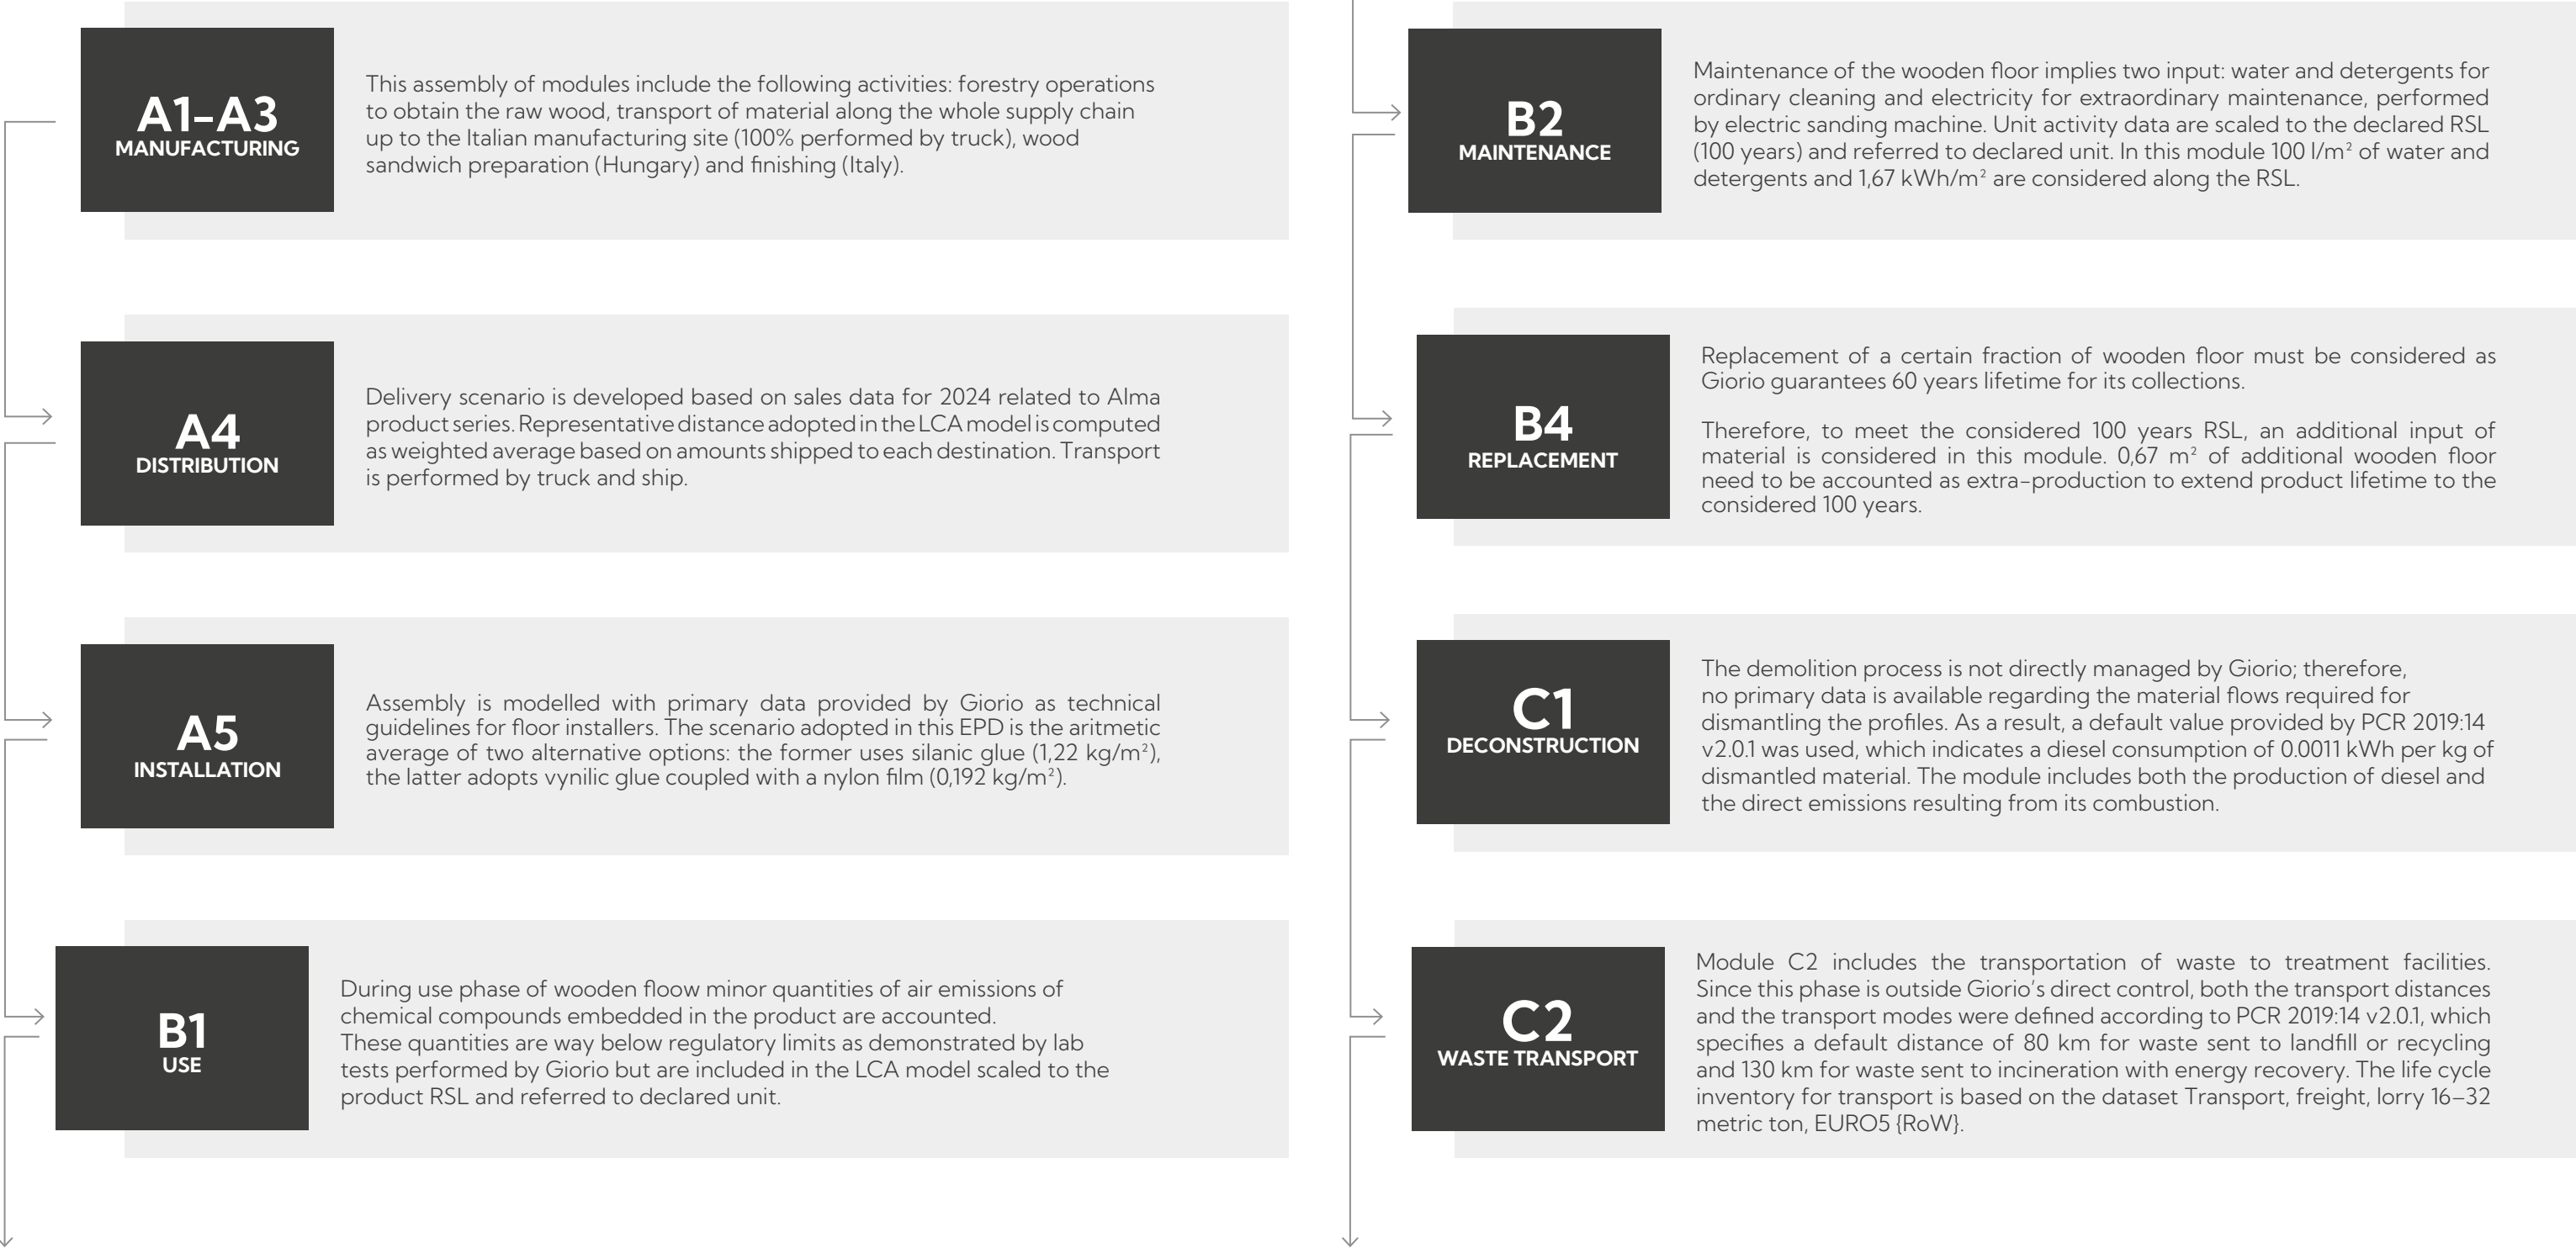 A1-A3
MANUFACTURING
This assembly of modules include the following activities: forestry operations
to obtain the raw wood, transport of material along the whole supply chain
up to the Italian manufacturing site (100% performed by truck), wood
sandwich preparation (Hungary) and finishing (Italy).
A4
DISTRIBUTION
Delivery scenario is developed based on sales data for 2024 related to Alma
product series. Representative distance adopted in the LCA model is computed
as weighted average based on amounts shipped to each destination. Transport
is performed by truck and ship.
A5
INSTALLATION
Assembly is modelled with primary data provided by Giorio as technical
guidelines for floor installers. The scenario adopted in this EPD is the aritmetic
average of two alternative options: the former uses silanic glue (1,22 kg/m²),
the latter adopts vynilic glue coupled with a nylon film (0,192 kg/m²).
B1
USE
During use phase of wooden floow minor quantities of air emissions of
chemical compounds embedded in the product are accounted.
These quantities are way below regulatory limits as demonstrated by lab
tests performed by Giorio but are included in the LCA model scaled to the
product RSL and referred to declared unit.
B2
MAINTENANCE
Maintenance of the wooden floor implies two input: water and detergents for
ordinary cleaning and electricity for extraordinary maintenance, performed
by electric sanding machine. Unit activity data are scaled to the declared RSL
(100 years) and referred to declared unit. In this module 100 l/m² of water and
detergents and 1,67 kWh/m² are considered along the RSL.
B4
REPLACEMENT
Replacement of a certain fraction of wooden floor must be considered as
Giorio guarantees 60 years lifetime for its collections.
Therefore, to meet the considered 100 years RSL, an additional input of
material is considered in this module. 0,67 m² of additional wooden floor
need to be accounted as extra-production to extend product lifetime to the
considered 100 years.
C1
DECONSTRUCTION
The demolition process is not directly managed by Giorio; therefore,
no primary data is available regarding the material flows required for
dismantling the profiles. As a result, a default value provided by PCR 2019:14
v2.0.1 was used, which indicates a diesel consumption of 0.0011 kWh per kg of
dismantled material. The module includes both the production of diesel and
the direct emissions resulting from its combustion.
C2
WASTE TRANSPORT
Module C2 includes the transportation of waste to treatment facilities.
Since this phase is outside Giorio's direct control, both the transport distances
and the transport modes were defined according to PCR 2019:14 v2.0.1, which
specifies a default distance of 80 km for waste sent to landfill or recycling
and 130 km for waste sent to incineration with energy recovery. The life cycle
inventory for transport is based on the dataset Transport, freight, lorry 16–32
metric ton, EURO5 {RoW}.